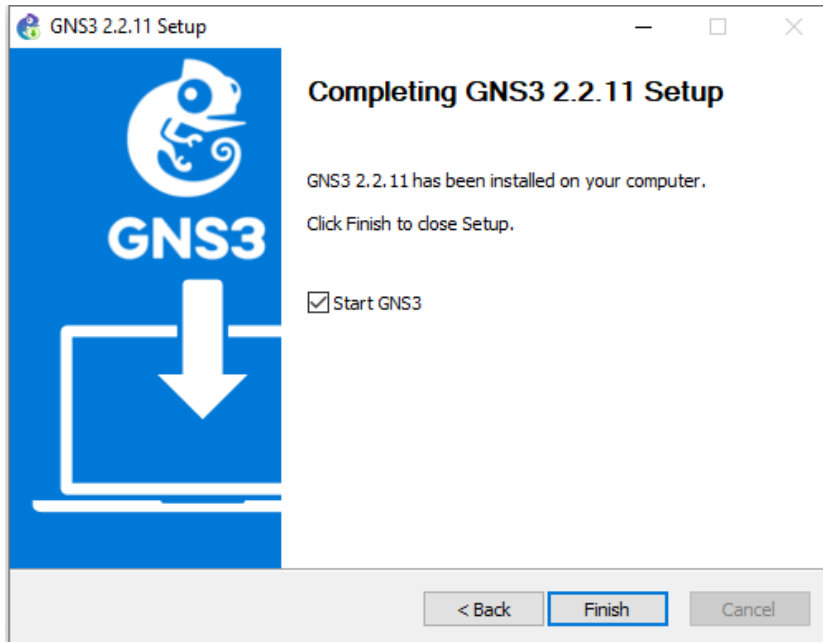 GNS3 2.2.11 Setup
Completing GNS3 2.2.11 Setup
GNS3 2.2.11 has been installed on your computer.
Click Finish to close Setup.
GNS3
Start GNS3
< Back
Finish
Cancel